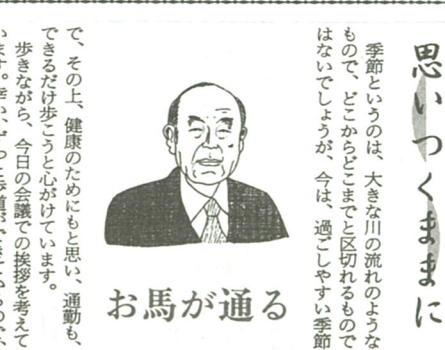 思いつくままに
季節というのは、大きな川の流れのような
もので、どこからどこまでと区切れるもので
はないでしょうが、今は、過ごしやすい季節
お馬が通る
で、その上、健康のためにもと思い、通勤も、
できるだけ歩こうと心がけています。
歩きながら、今日の会議での挨拶を考えて